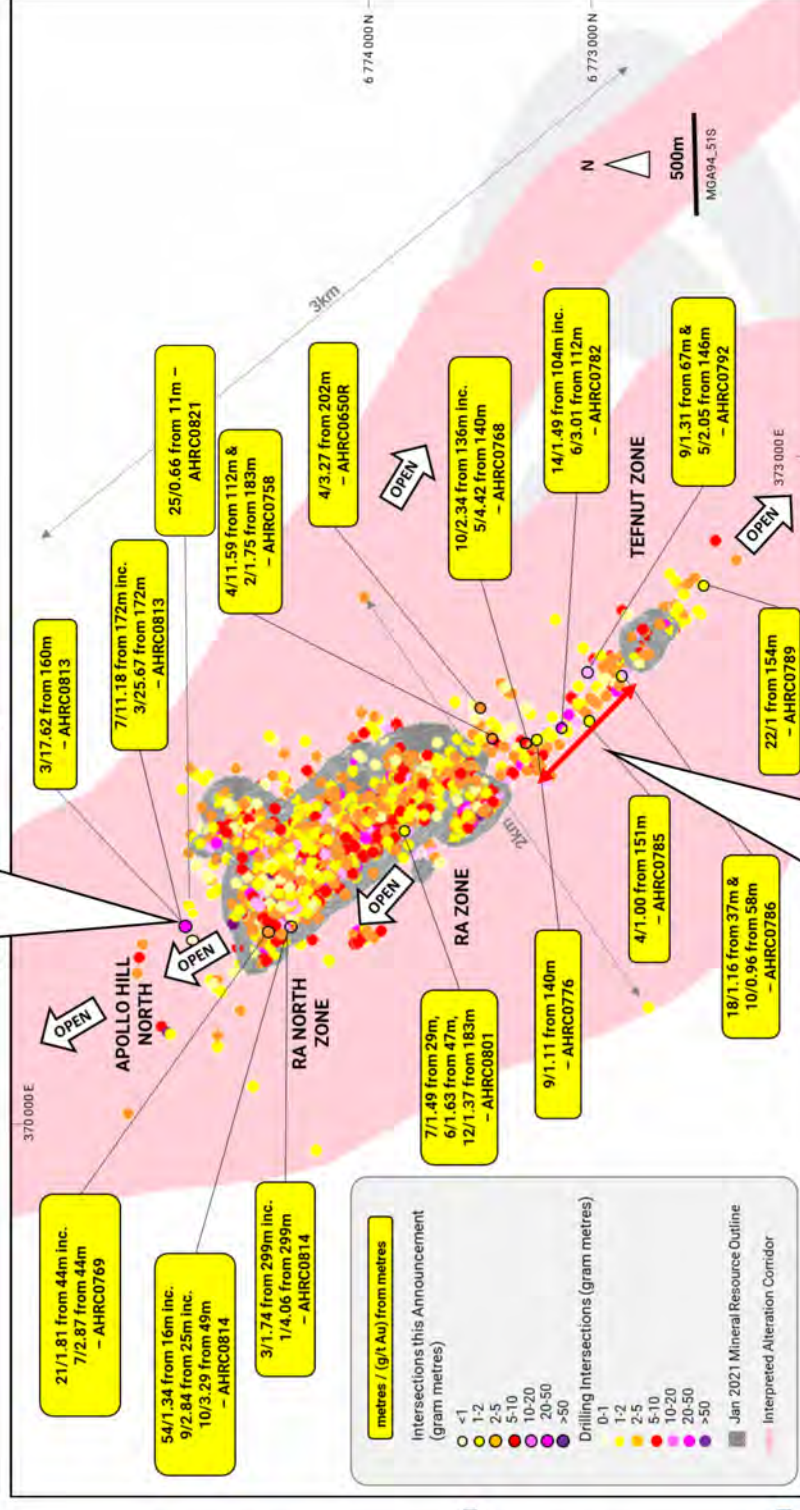 370 000 E
6 774 000 N
6 773 000 N
373 000 E
3/17.62 from 160m
– AHRC0813
7/11.18 from 172m inc.
3/25.67 from 172m
– AHRC0813
25/0.66 from 11m –
AHRC0821
4/11.59 from 112m &
2/1.75 from 183m
– AHRC0758
4/3.27 from 202m
– AHRC0650R
10/2.34 from 136m inc.
5/4.42 from 140m
– AHRC0768
14/1.49 from 104m inc.
6/3.01 from 112m
– AHRC0782
9/1.31 from 67m &
5/2.05 from 146m
– AHRC0792
3km
N
500m
MGA94_51S
OPEN
OPEN
APOLLO HILL
NORTH
RA NORTH
ZONE
OPEN
RA ZONE
2km
OPEN
TEFNUT ZONE
OPEN
21/1.81 from 44m inc.
7/2.87 from 44m
– AHRC0769
54/1.34 from 16m inc.
9/2.84 from 25m inc.
10/3.29 from 49m
– AHRC0814
3/1.74 from 299m inc.
1/4.06 from 299m
– AHRC0814
7/1.49 from 29m,
6/1.63 from 47m,
12/1.37 from 183m
– AHRC0801
9/1.11 from 140m
– AHRC0776
4/1.00 from 151m
– AHRC0785
18/1.16 from 37m &
10/0.96 from 58m
– AHRC0786
22/1 from 154m
– AHRC0789
metres / (g/t Au) from metres
Intersections this Announcement
(gram metres)
<1
1-2
2-5
5-10
10-20
20-50
>50
Drilling Intersections (gram metres)
0-1
1-2
2-5
5-10
10-20
20-50
>50
Jan 2021 Mineral Resource Outline
Interpreted Alteration Corridor